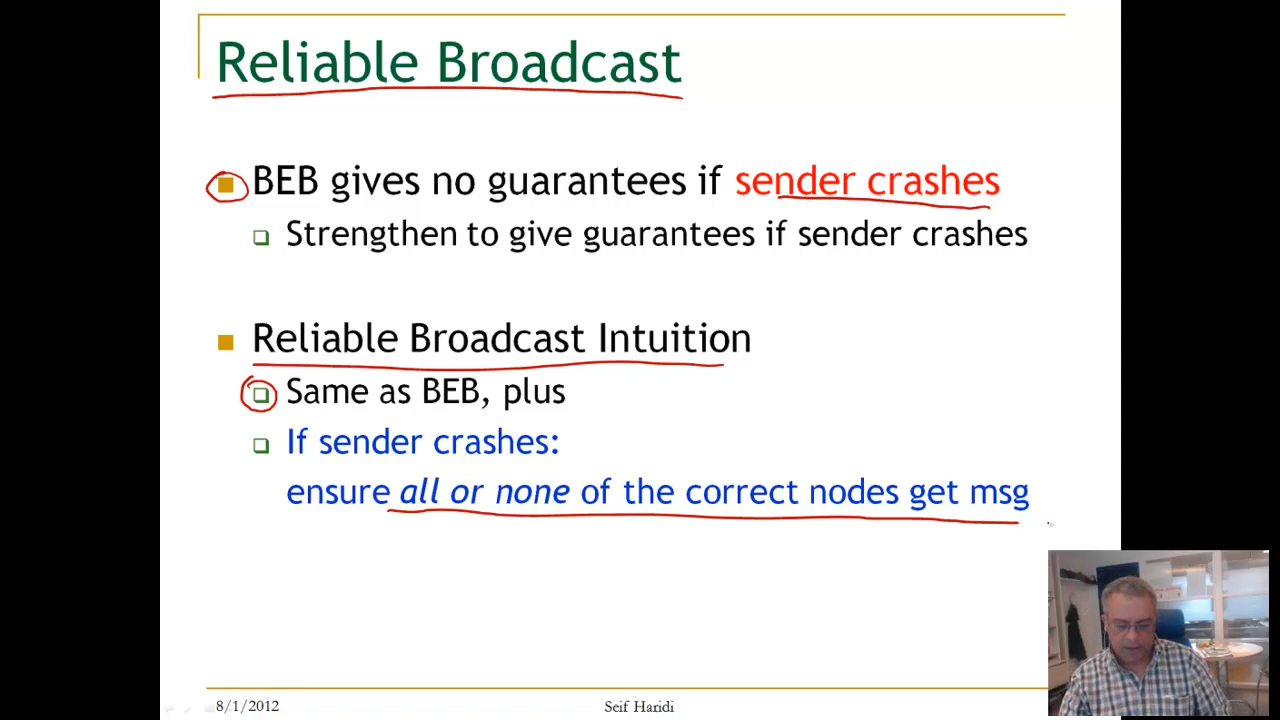 Reliable Broadcast
BEB gives no guarantees if sender crashes
Strengthen to give guarantees if sender crashes
Reliable Broadcast Intuition
Same as BEB, plus
If sender crashes:
ensure all or none of the correct nodes get msg
8/1/2012
Seif Haridi